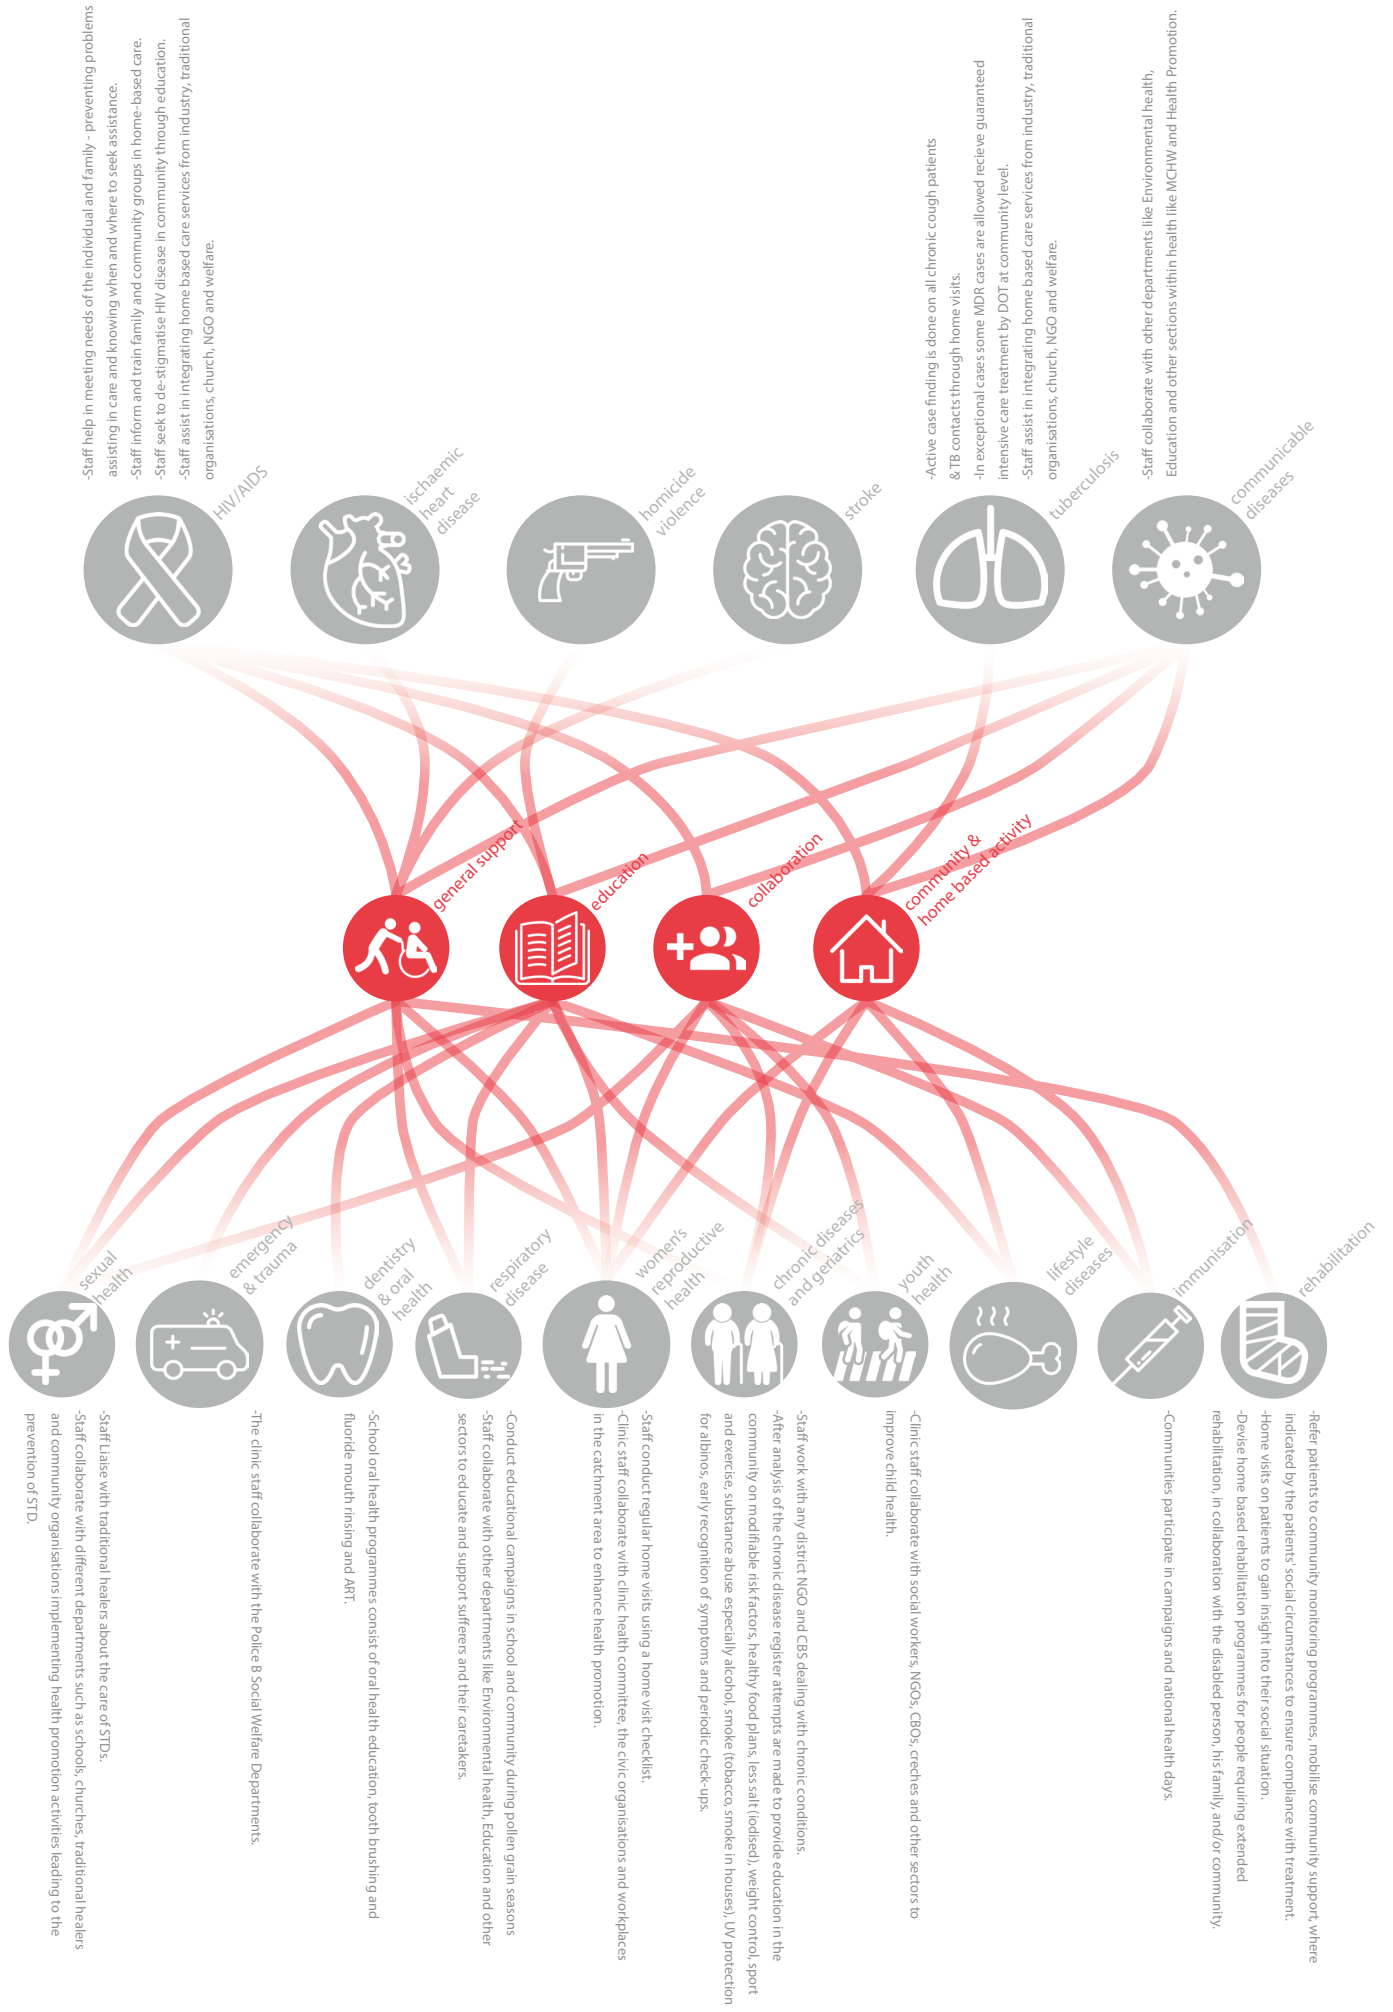 -Staff help in meeting needs of the individual and family - preventing problems
assisting in care and knowing when and where to seek assistance.
-Staff inform and train family and community groups in home-based care.
-Staff seek to de-stigmatise HIV disease in community through education.
-Staff assist in integrating home based care services from industry, traditional
organisations, church, NGO and welfare.
-Active case finding is done on all chronic cough patients
& TB contacts through home visits.
-In exceptional cases some MDR cases are allowed recieve guaranteed
intensive care treatment by DOT at community level.
-Staff assist in integrating home based care services from industry, traditional
organisations, church, NGO and welfare.
-Staff collaborate with other departments like Environmental health,
Education and other sections within health like MCHW and Health Promotion.
HIV/AIDS
ischaemic
heart
disease
homicide
violence
stroke
tuberculosis
communicable
diseases
general support
education
collaboration
community &
home based activity
sexual
health
emergency
& trauma
dentistry
& oral
health
respiratory
disease
women's
reproductive
health
chronic diseases
and geriatrics
youth
health
lifestyle
diseases
immunisation
rehabilitation
-Staff Liaise with traditional healers about the care of STDs.
-Staff collaborate with different departments such as schools, churches, traditional healers
and community organisations implementing health promotion activities leading to the
prevention of STD.
-The clinic staff collaborate with the Police B Social Welfare Departments.
-School oral health programmes consist of oral health education, tooth brushing and
fluoride mouth rinsing and ART.
-Conduct educational campaigns in school and community during pollen grain seasons
-Staff collaborate with other departments like Environmental health, Education and other
sectors to educate and support sufferers and their caretakers.
-Staff conduct regular home visits using a home visit checklist.
-Clinic staff collaborate with clinic health committee, the civic organisations and workplaces
in the catchment area to enhance health promotion.
-Staff work with any district NGO and CBS dealing with chronic conditions.
-After analysis of the chronic disease register attempts are made to provide education in the
community on modifiable risk factors, healthy food plans, less salt (iodised), weight control, sport
and exercise, substance abuse especially alcohol, smoke (tobacco, smoke in houses), UV protection
for albinos, early recognition of symptoms and periodic check-ups.
-Clinic staff collaborate with social workers, NGOs, CBOs, creches and other sectors to
improve child health.
-Communities participate in campaigns and national health days.
-Refer patients to community monitoring programmes, mobilise community support, where
indicated by the patients' social circumstances to ensure compliance with treatment.
-Home visits on patients to gain insight into their social situation.
-Devise home based rehabilitation programmes for people requiring extended
rehabilitation, in collaboration with the disabled person, his family, and/or community.